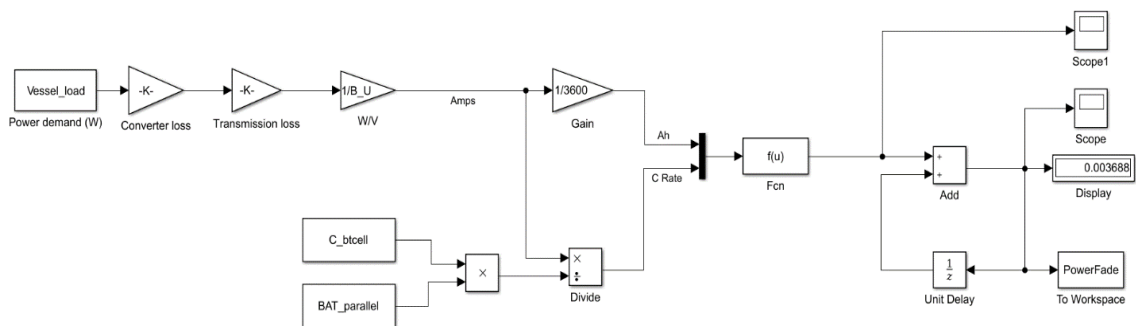 Scope1
Vessel_load
Power demand (W)
-K-
Converter loss
-K-
Transmission loss
1/B_U
W/V
Amps
1/3600
Gain
Ah
C Rate
f(u)
Fcn
Scope
+
+
Add
0.003688
Display
C_btcell
BAT_parallel
×
×
÷
Divide
1
z
Unit Delay
PowerFade
To Workspace